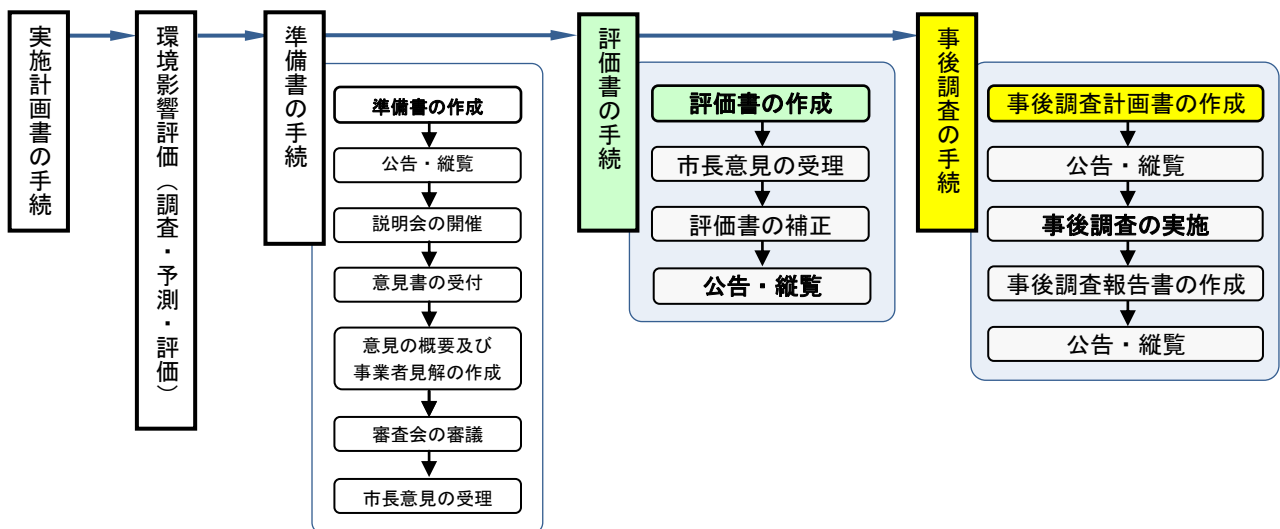 実施計画書の手続
環境影響評価（調査・予測・評価）
準備書の手続
準備書の作成
公告・縦覧
説明会の開催
意見書の受付
意見の概要及び
事業者見解の作成
審査会の審議
市長意見の受理
評価書の手続
評価書の作成
市長意見の受理
評価書の補正
公告・縦覧
事後調査の手続
事後調査計画書の作成
公告・縦覧
事後調査の実施
事後調査報告書の作成
公告・縦覧